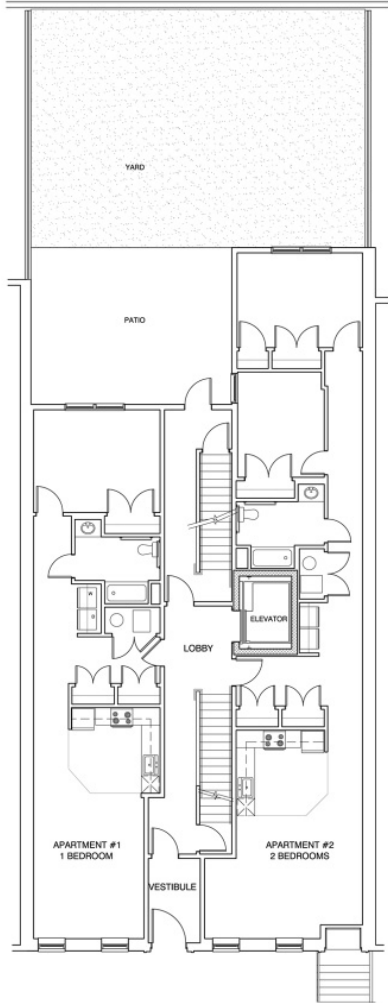 YARD
PATIO
ELEVATOR
LOBBY
APARTMENT #1
1 BEDROOM
APARTMENT #2
2 BEDROOMS
VESTIBULE